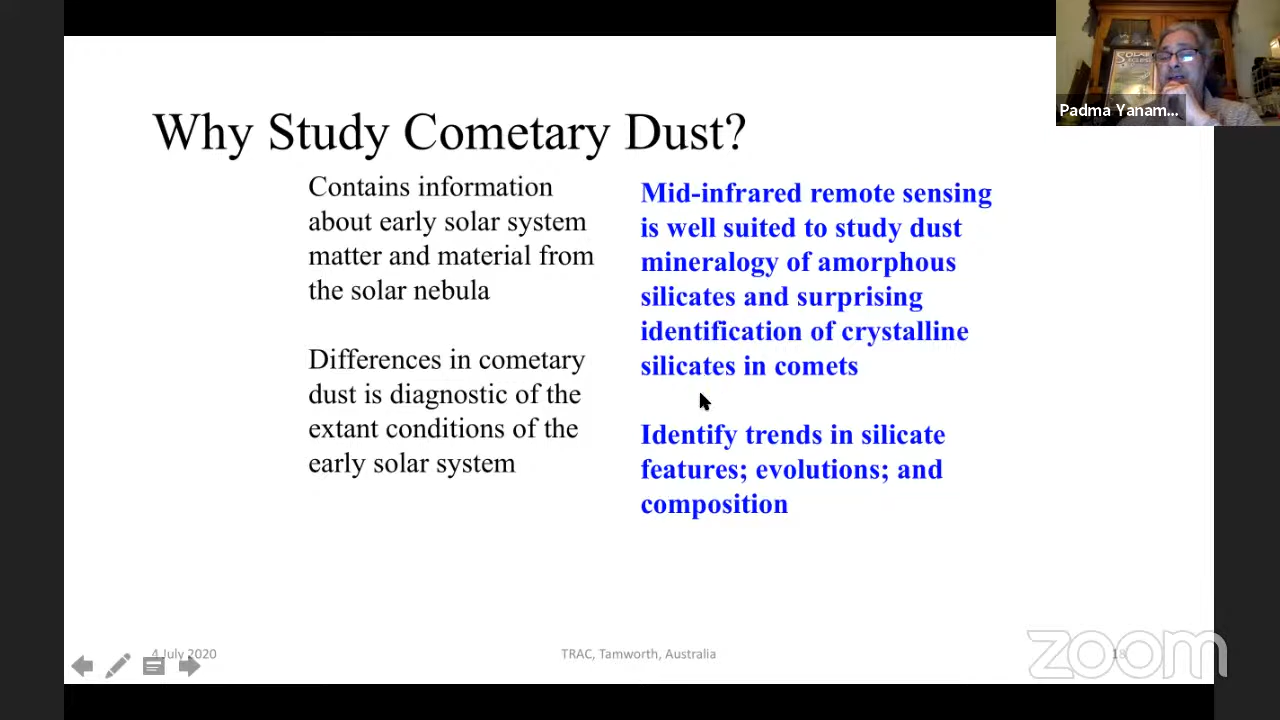 Why Study Cometary Dust?
Contains information
about early solar system
matter and material from
the solar nebula
Differences in cometary
dust is diagnostic of the
extant conditions of the
early solar system
Mid-infrared remote sensing
is well suited to study dust
mineralogy of amorphous
silicates and surprising
identification of crystalline
silicates in comets
Identify trends in silicate
features; evolutions; and
composition
Padma Yanam...
SOLAR
4 July 2020
TRAC, Tamworth, Australia
18
zoom